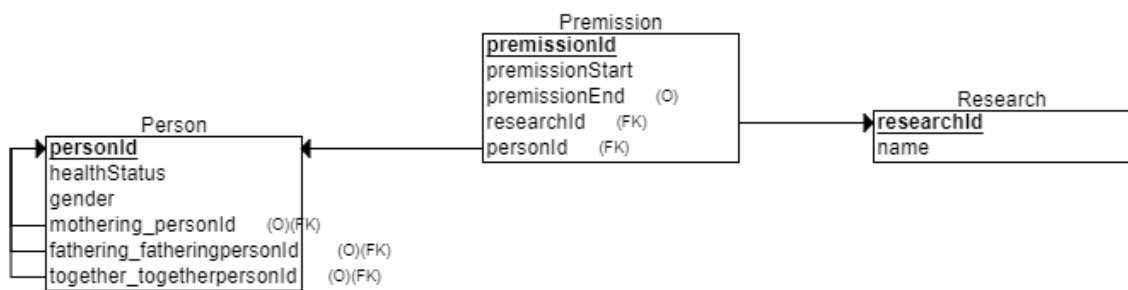 Premission
premissionId
premissionStart
premissionEnd (O)
researchId (FK)
personId (FK)
Research
researchId
name
Person
personId
healthStatus
gender
mothering_personId (O)(FK)
fathering_fatheringpersonId (O)(FK)
together_togetherpersonId (O)(FK)